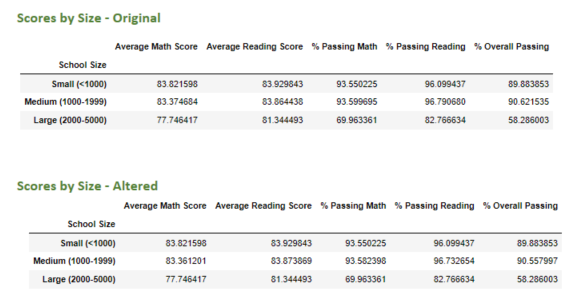 Scores by Size - Original
Average Math Score Average Reading Score % Passing Math % Passing Reading % Overall Passing
School Size
Small (<1000) 83.821598 83.929843 93.550225 96.099437 89.883853
Medium (1000-1999) 83.374684 83.864438 93.599695 96.790680 90.621535
Large (2000-5000) 77.746417 81.344493 69.963361 82.766634 58.286003
Scores by Size - Altered
Average Math Score Average Reading Score % Passing Math % Passing Reading % Overall Passing
School Size
Small (<1000) 83.821598 83.929843 93.550225 96.099437 89.883853
Medium (1000-1999) 83.361201 83.873869 93.582398 96.732654 90.557997
Large (2000-5000) 77.746417 81.344493 69.963361 82.766634 58.286003